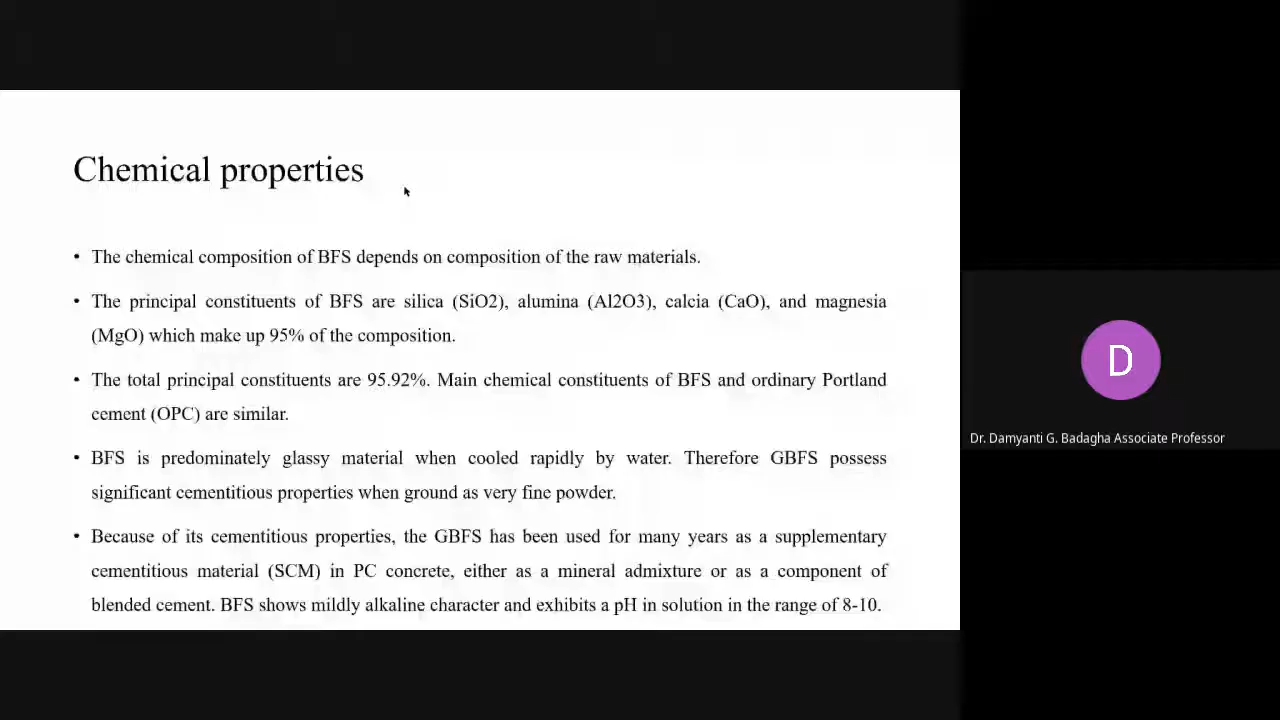 Chemical properties
• The chemical composition of BFS depends on composition of the raw materials.
• The principal constituents of BFS are silica (SiO2), alumina (Al2O3), calcia (CaO), and magnesia
(MgO) which make up 95% of the composition.
• The total principal constituents are 95.92%. Main chemical constituents of BFS and ordinary Portland
cement (OPC) are similar.
• BFS is predominately glassy material when cooled rapidly by water. Therefore GBFS possess
significant cementitious properties when ground as very fine powder.
• Because of its cementitious properties, the GBFS has been used for many years as a supplementary
cementitious material (SCM) in PC concrete, either as a mineral admixture or as a component of
blended cement. BFS shows mildly alkaline character and exhibits a pH in solution in the range of 8-10.
D
Dr. Damyanti G. Badagha Associate Professor